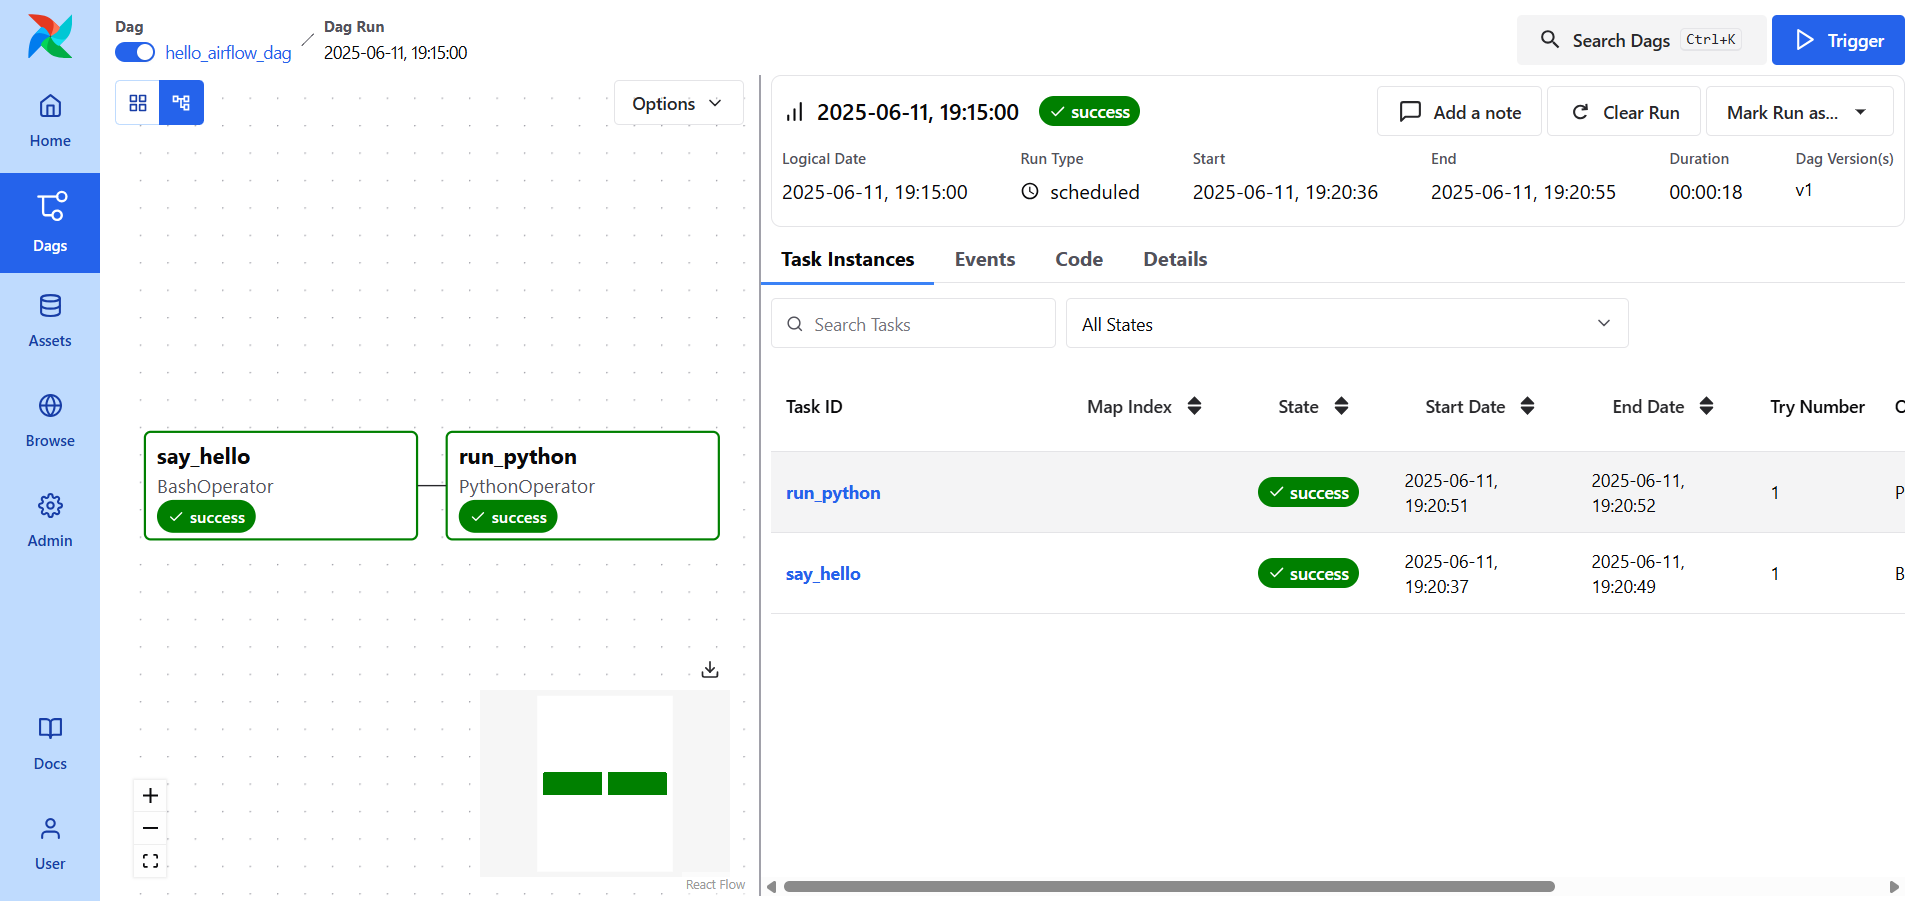 Dag
hello_airflow_dag
Dag Run
2025-06-11, 19:15:00
Search Dags Ctrl+K
Trigger
Home
Dags
Assets
Browse
Admin
Docs
User
Options
say_hello
BashOperator
success
run_python
PythonOperator
success
React Flow
2025-06-11, 19:15:00 success
Add a note
Clear Run
Mark Run as...
Logical Date Run Type Start End Duration Dag Version(s)
2025-06-11, 19:15:00 scheduled 2025-06-11, 19:20:36 2025-06-11, 19:20:55 00:00:18 v1
Task Instances Events Code Details
Search Tasks
All States
Task ID Map Index State Start Date End Date Try Number
run_python success 2025-06-11, 19:20:51 2025-06-11, 19:20:52 1
say_hello success 2025-06-11, 19:20:37 2025-06-11, 19:20:49 1